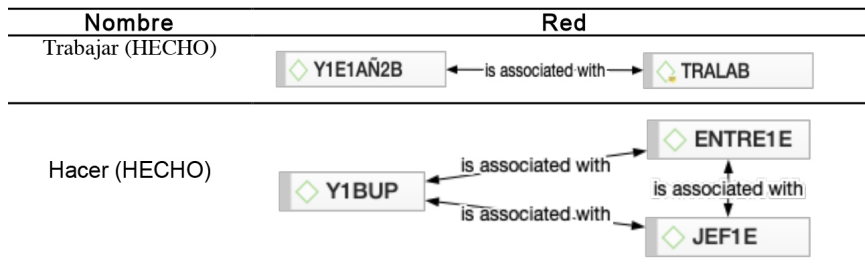 Nombre Red
Trabajar (HECHO)
Y1E1AÑ2B is associated with TRALAB
Hacer (HECHO)
ENTRE1E
is associated with
Y1BUP
is associated with
is associated with
JEF1E